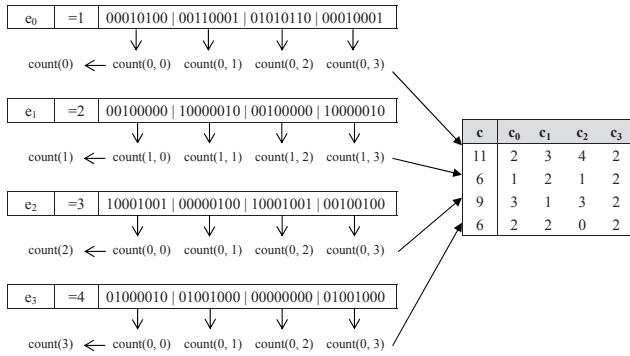 e₀ =1 00010100 | 00110001 | 01010110 | 00010001
count(0) count(0, 0) count(0, 1) count(0, 2) count(0, 3)
e₁ =2 00100000 | 10000010 | 00100000 | 10000010
count(1) count(1, 0) count(1, 1) count(1, 2) count(1, 3)
e₂ =3 10001001 | 00000100 | 10001001 | 00100100
count(2) count(0, 0) count(0, 1) count(0, 2) count(0, 3)
e₃ =4 01000010 | 01001000 | 00000000 | 01001000
count(3) count(0, 0) count(0, 1) count(0, 2) count(0, 3)
c c₀ c₁ c₂ c₃
11 2 3 4 2
6 1 2 1 2
9 3 1 3 2
6 2 2 0 2